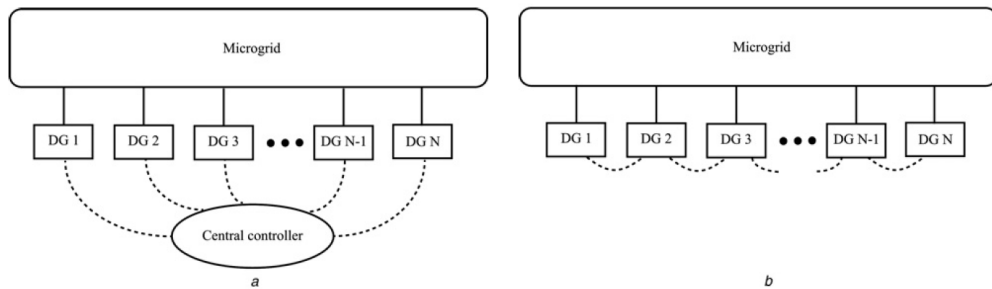 Microgrid
DG 1
DG 2
DG 3
DG N-1
DG N
Central controller
a
Microgrid
DG 1
DG 2
DG 3
DG N-1
DG N
b